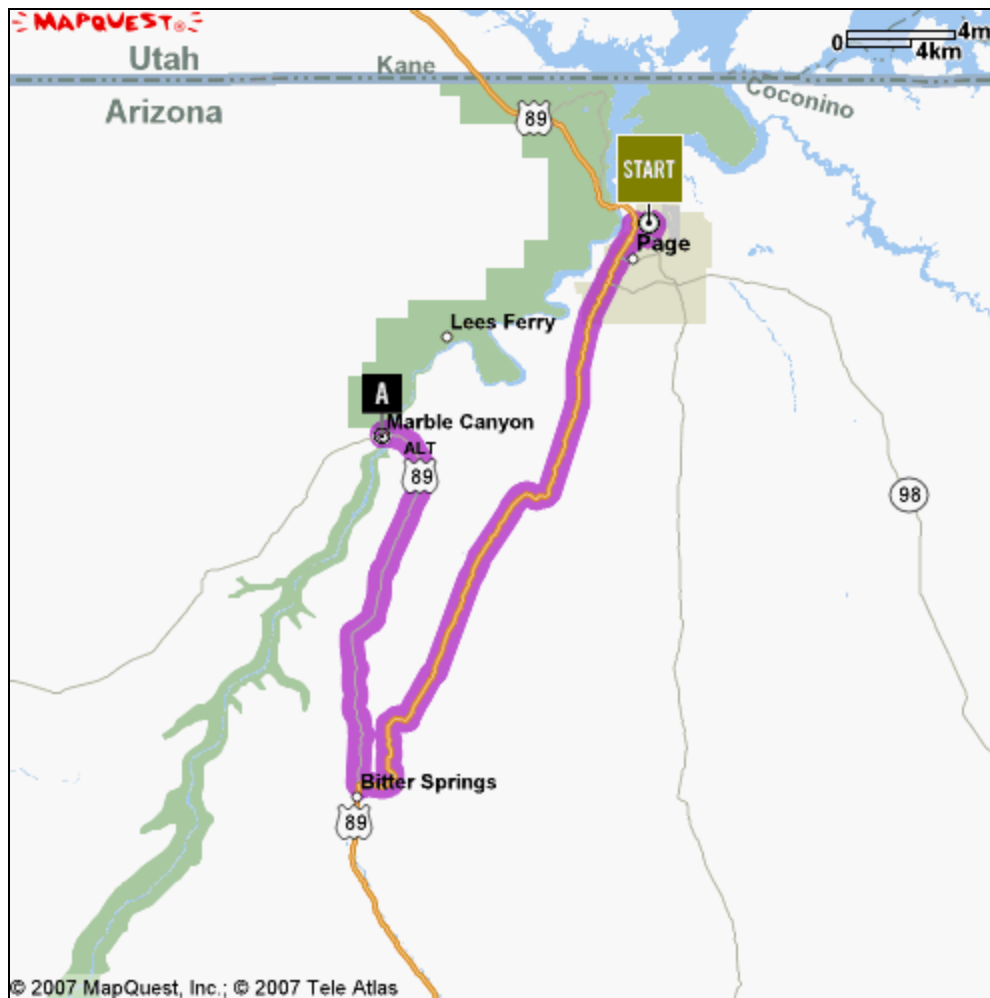 MAPQUEST®
0 4m
4km
Utah
Kane
Arizona
Coconino
89
START
Page
Lees Ferry
A
Marble Canyon
ALT
89
98
Bitter Springs
89
© 2007 MapQuest, Inc.; © 2007 Tele Atlas